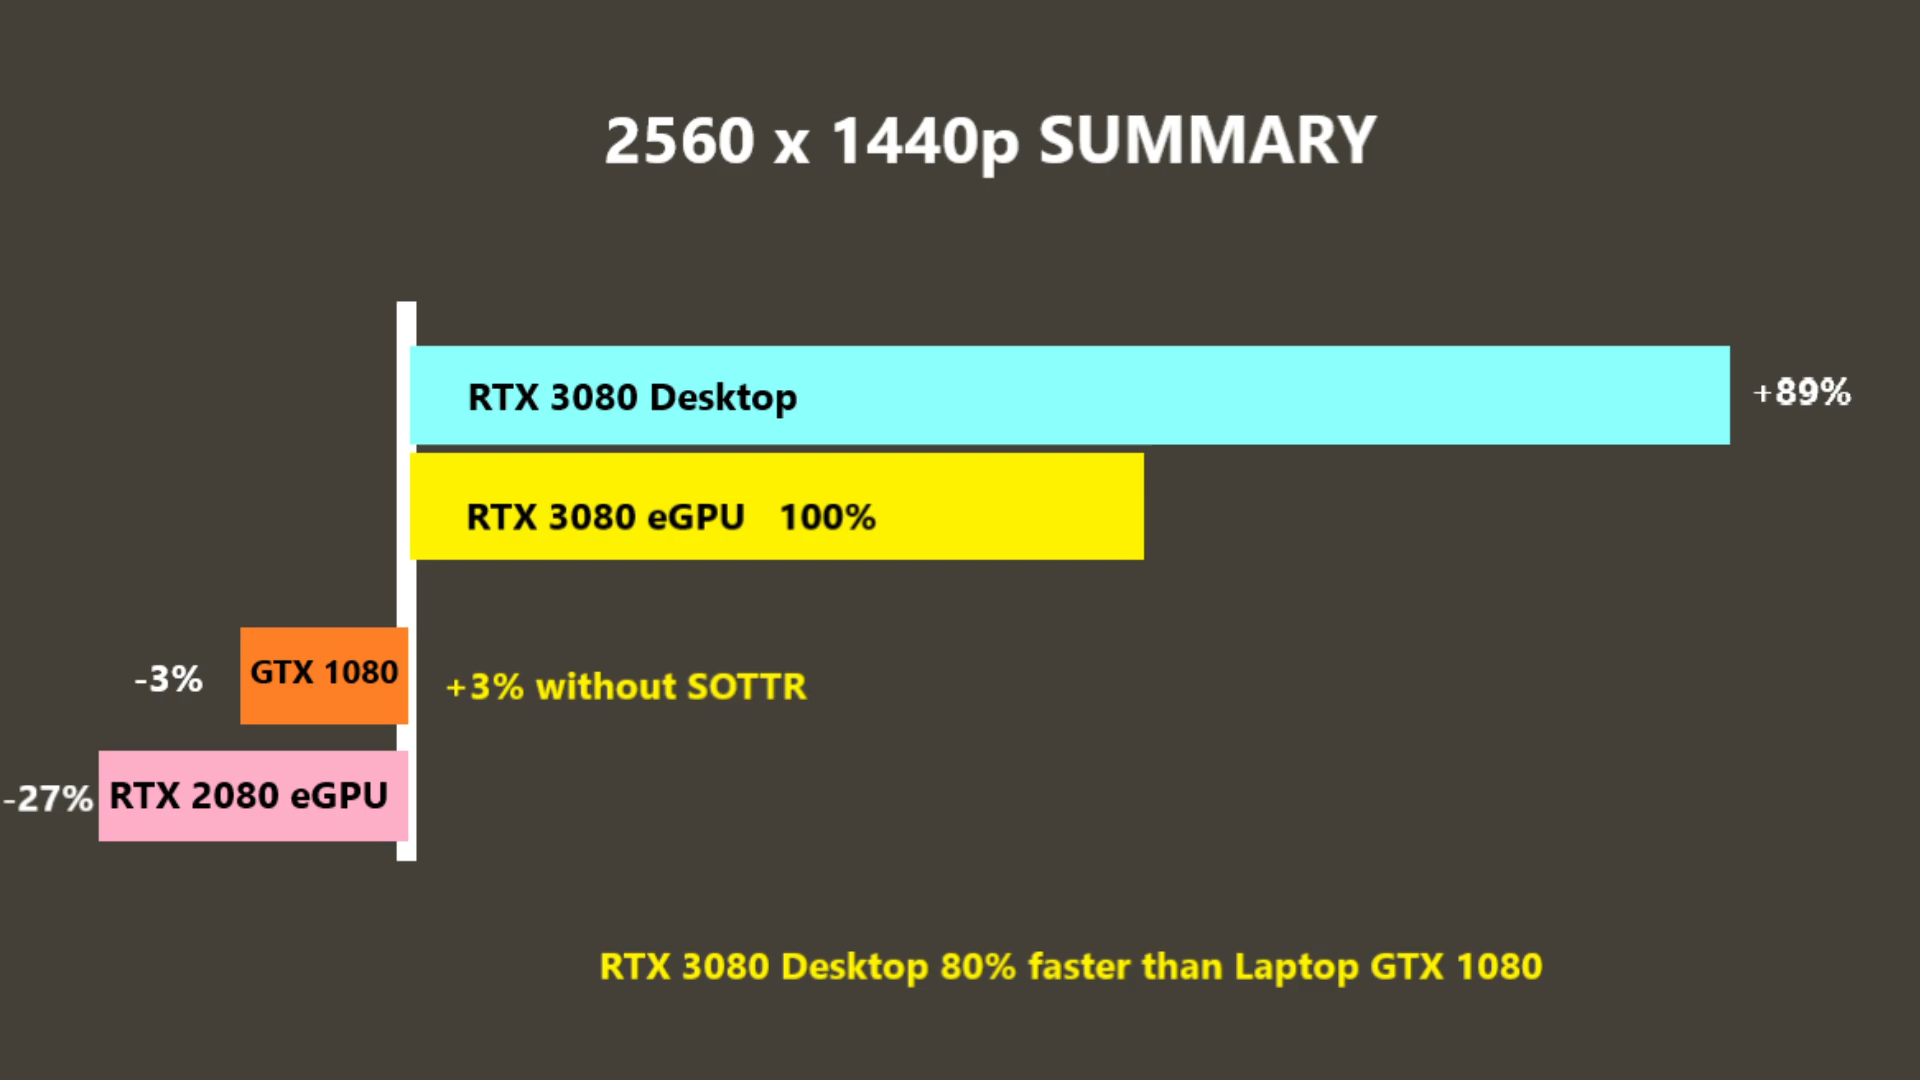 2560 x 1440p SUMMARY
RTX 3080 Desktop
+89%
RTX 3080 eGPU 100%
-3%
GTX 1080
+3% without SOTTR
-27%
RTX 2080 eGPU
RTX 3080 Desktop 80% faster than Laptop GTX 1080